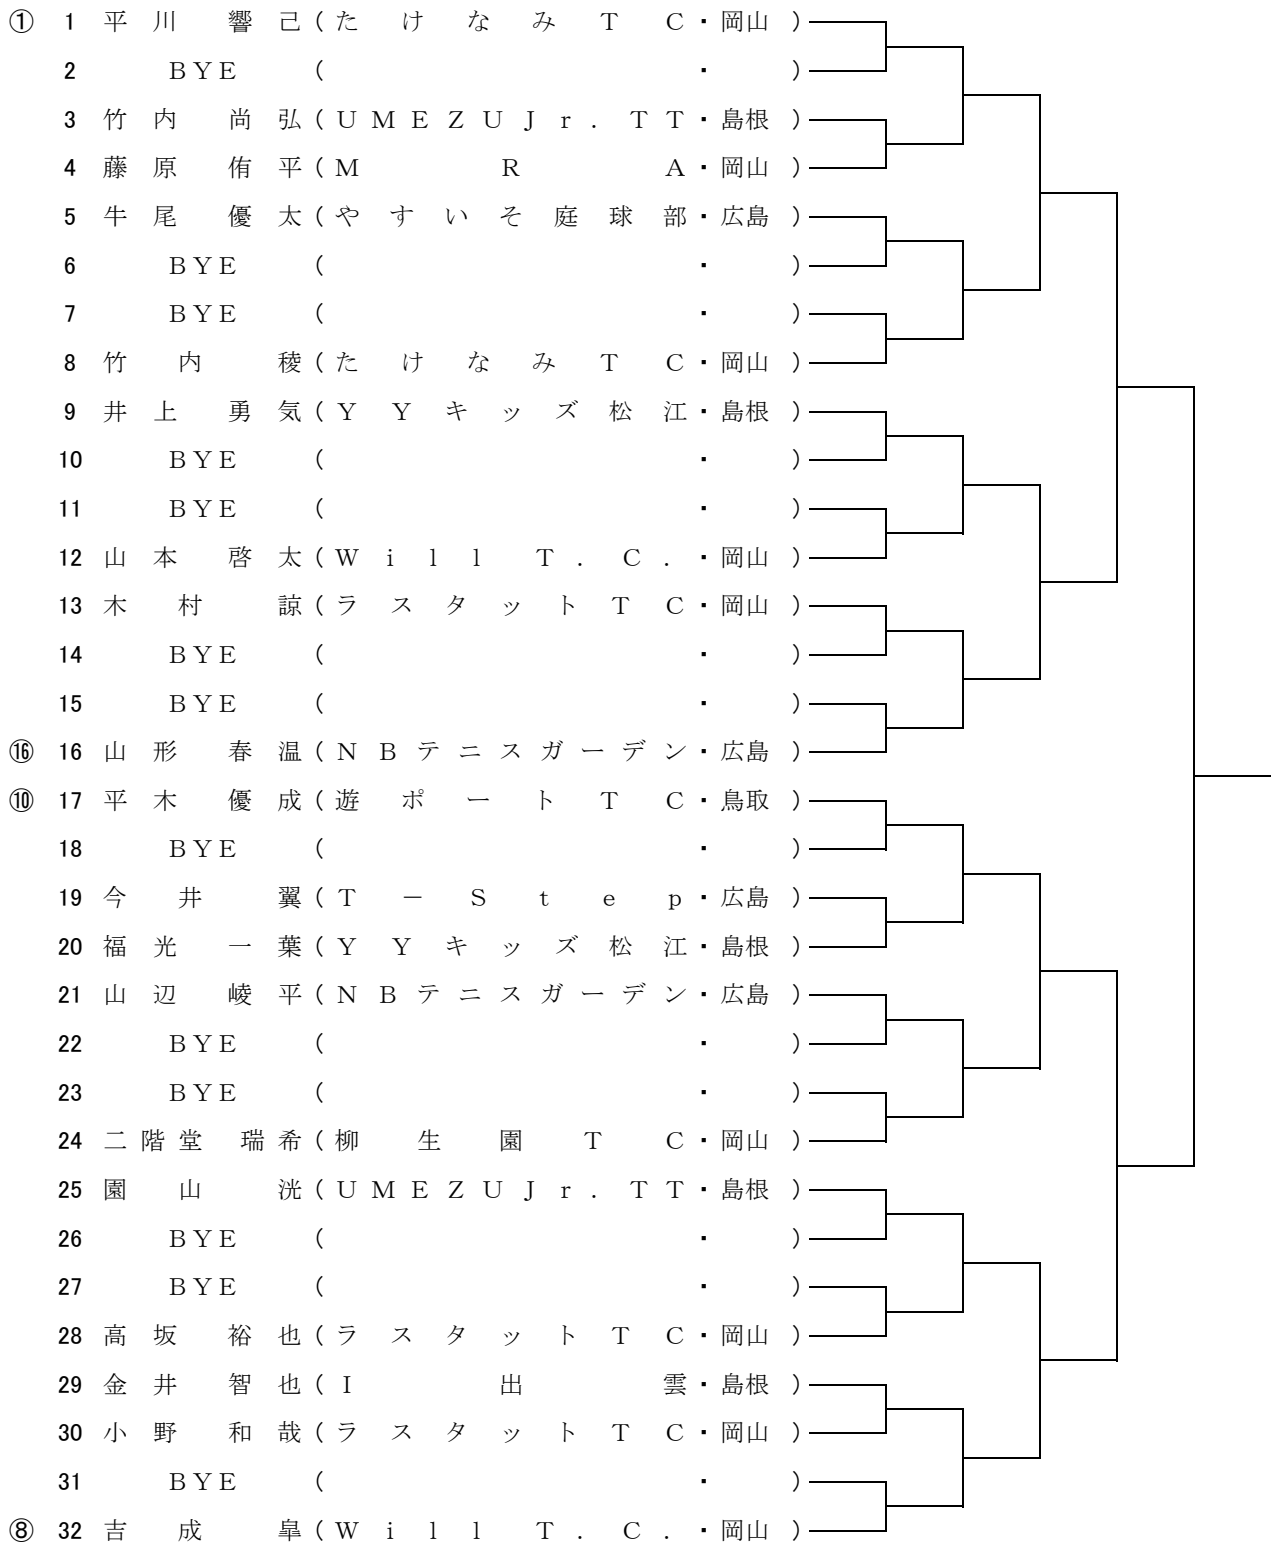 ① 1 平川 響己 (たけなみTC・岡山)
2 BYE (・)
3 竹内 尚弘 (UMEZUJr.TT・島根)
4 藤原 侑平 (MRA・岡山)
5 牛尾 優太 (やすいそ庭球部・広島)
6 BYE (・)
7 BYE (・)
8 竹内 稜 (たけなみTC・岡山)
9 井上 勇気 (YYキッズ松江・島根)
10 BYE (・)
11 BYE (・)
12 山本 啓太 (Will T.C.・岡山)
13 木村 諒 (ラスタットTC・岡山)
14 BYE (・)
15 BYE (・)
⑯ 16 山形 春温 (NBテニスガーデン・広島)
⑩ 17 平木 優成 (遊ポートTC・鳥取)
18 BYE (・)
19 今井 翼 (T－Step・広島)
20 福光 一葉 (YYキッズ松江・島根)
21 山辺 崚平 (NBテニスガーデン・広島)
22 BYE (・)
23 BYE (・)
24 二階堂 瑞希 (柳生園TC・岡山)
25 園山 洸 (UMEZUJr.TT・島根)
26 BYE (・)
27 BYE (・)
28 高坂 裕也 (ラスタットTC・岡山)
29 金井 智也 (I出雲・島根)
30 小野 和哉 (ラスタットTC・岡山)
31 BYE (・)
⑧ 32 吉成 皐 (Will T.C.・岡山)